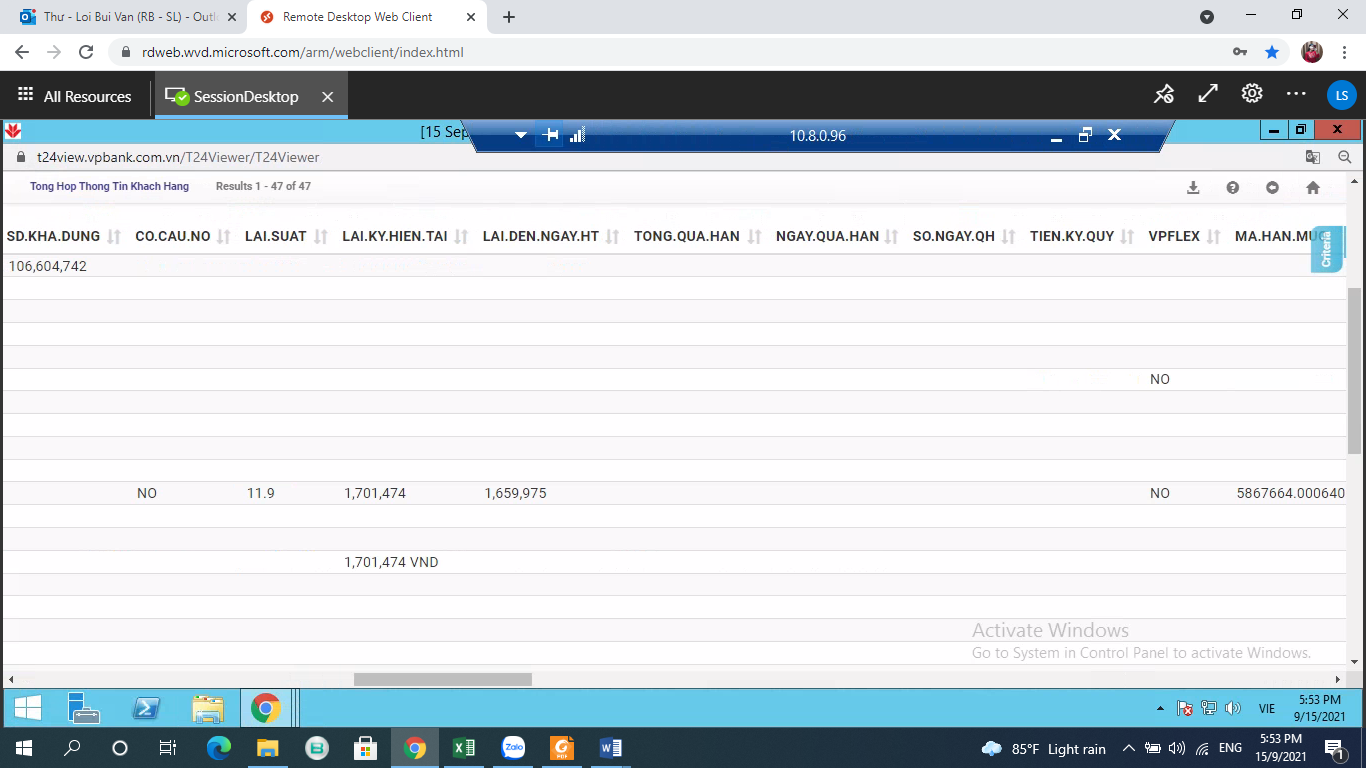 Thư - Loi Bui Van (RB - SL) - Outl
Remote Desktop Web Client
rdweb.wvd.microsoft.com/arm/webclient/index.html
All Resources
SessionDesktop
LS
[15 Sep
10.8.0.96
t24view.vpbank.com.vn/T24Viewer/T24Viewer
Tong Hop Thong Tin Khach Hang Results 1 - 47 of 47
SD.KHA.DUNG CO.CAU.NO LAI.SUAT LAI.KY.HIEN.TAI LAI.DEN.NGAY.HT TONG.QUA.HAN NGAY.QUA.HAN SO.NGAY.QH TIEN.KY.QUY VPFLEX MA.HAN.MUC
Criteria
106,604,742
NO
NO 11.9 1,701,474 1,659,975 NO 5867664.000640
1,701,474 VND
Activate Windows
Go to System in Control Panel to activate Windows.
VIE
5:53 PM
9/15/2021
Zalo
PDF
85°F Light rain
ENG
5:53 PM
15/9/2021
1